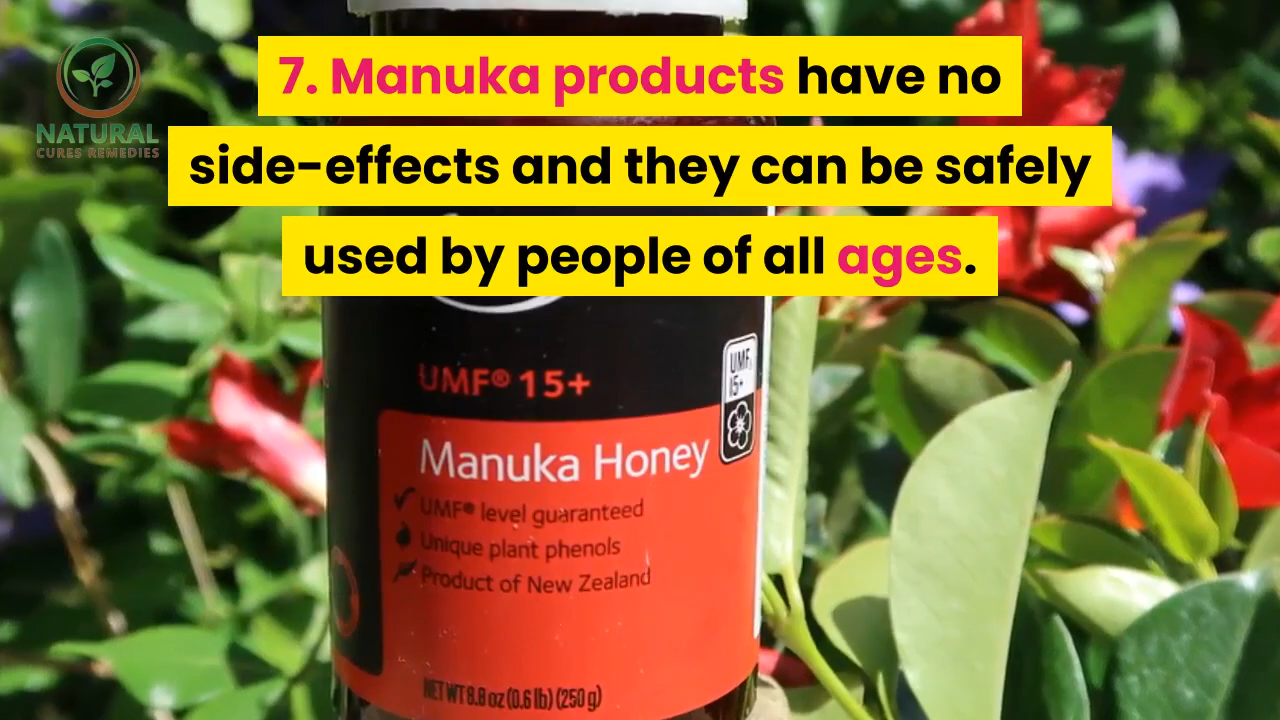 7. Manuka products have no
side-effects and they can be safely
used by people of all ages.
NATURAL
CURES REMEDIES
UMF® 15+
UMF
15+
Manuka Honey
UMF® level guaranteed
Unique plant phenols
Product of New Zealand
NET WT 8.8 oz (0.6 lb) (250 g)